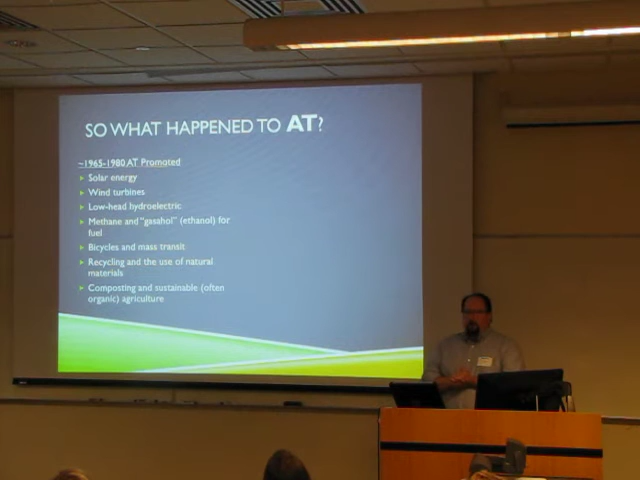 SO WHAT HAPPENED TO AT?
~1965-1980 AT Promoted
Solar energy
Wind turbines
Low-head hydroelectric
Methane and "gasahol" (ethanol) for
fuel
Bicycles and mass transit
Recycling and the use of natural
materials
Composting and sustainable (often
organic) agriculture